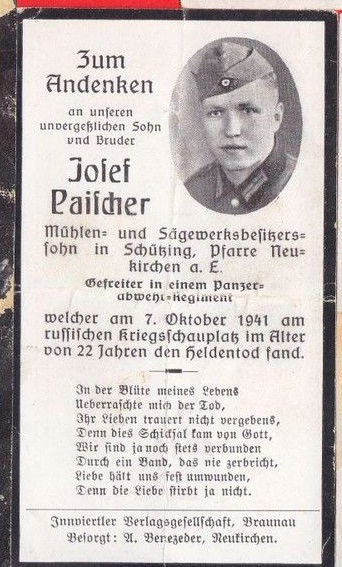 Zum
Andenken
an unseren
unvergeßlichen Sohn
und Bruder
Josef
Paischer
Mühlen- und Sägewerksbesitzers-
sohn in Schützing, Pfarre Neu-
kirchen a. E.
Gefreiter in einem Panzer-
abwehr-Regiment
welcher am 7. Oktober 1941 am
russischen Kriegsschauplatz im Alter
von 22 Jahren den Heldentod fand.
In der Blüte meines Lebens
Ueberraschte mich der Tod,
Ihr Lieben trauert nicht vergebens,
Denn dies Schicksal kam von Gott,
Wir sind ja noch stets verbunden
Durch ein Band, das nie zerbricht,
Liebe hält uns fest umwunden,
Denn die Liebe stirbt ja nicht.
Innviertler Verlagsgesellschaft, Braunau
Besorgt: A. Benezeder, Neukirchen.